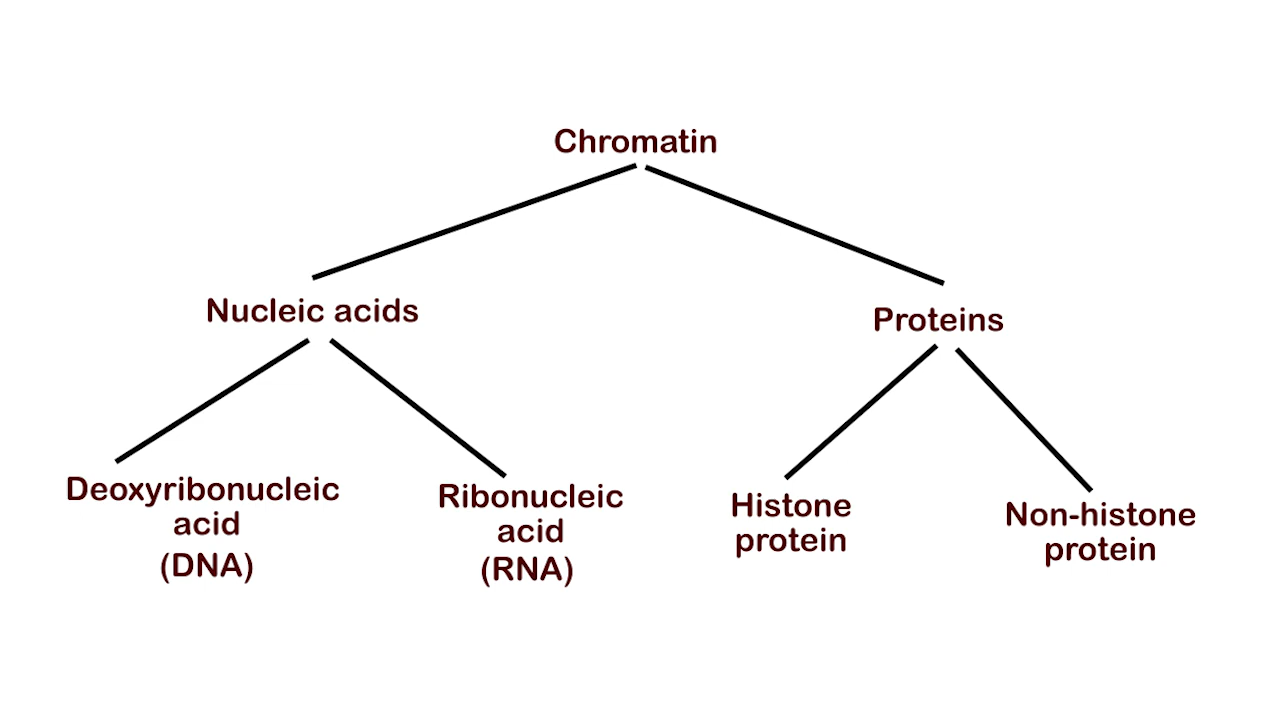 Chromatin
Nucleic acids
Proteins
Deoxyribonucleic
acid
(DNA)
Ribonucleic
acid
(RNA)
Histone
protein
Non-histone
protein